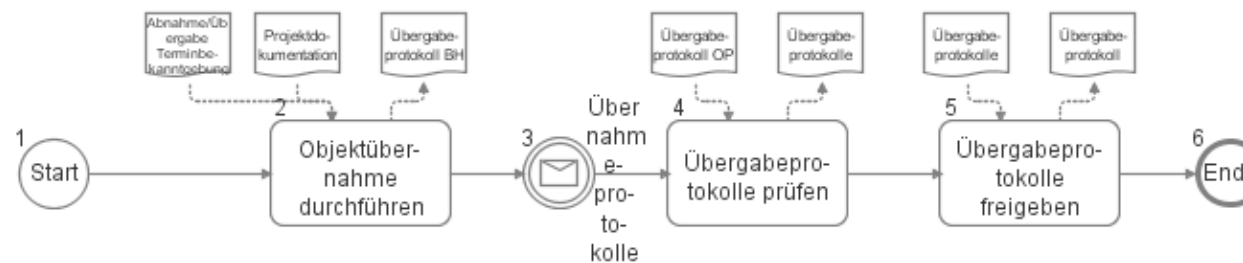 Abnahme/Üb
ergabe
Terminbe-
kanntgebung
Projektdo-
kumentation
Übergabe-
protokoll BH
Übergabe-
protokoll OP
Übergabe-
protokolle
Übergabe-
protokolle
Übergabe-
protokoll
1
Start
2
Objektüber-
nahme
durchführen
3
Über
nahm
e-
pro-
to-
kolle
4
Übergabepro-
tokolle prüfen
5
Übergabepro-
tokolle
freigeben
6
End